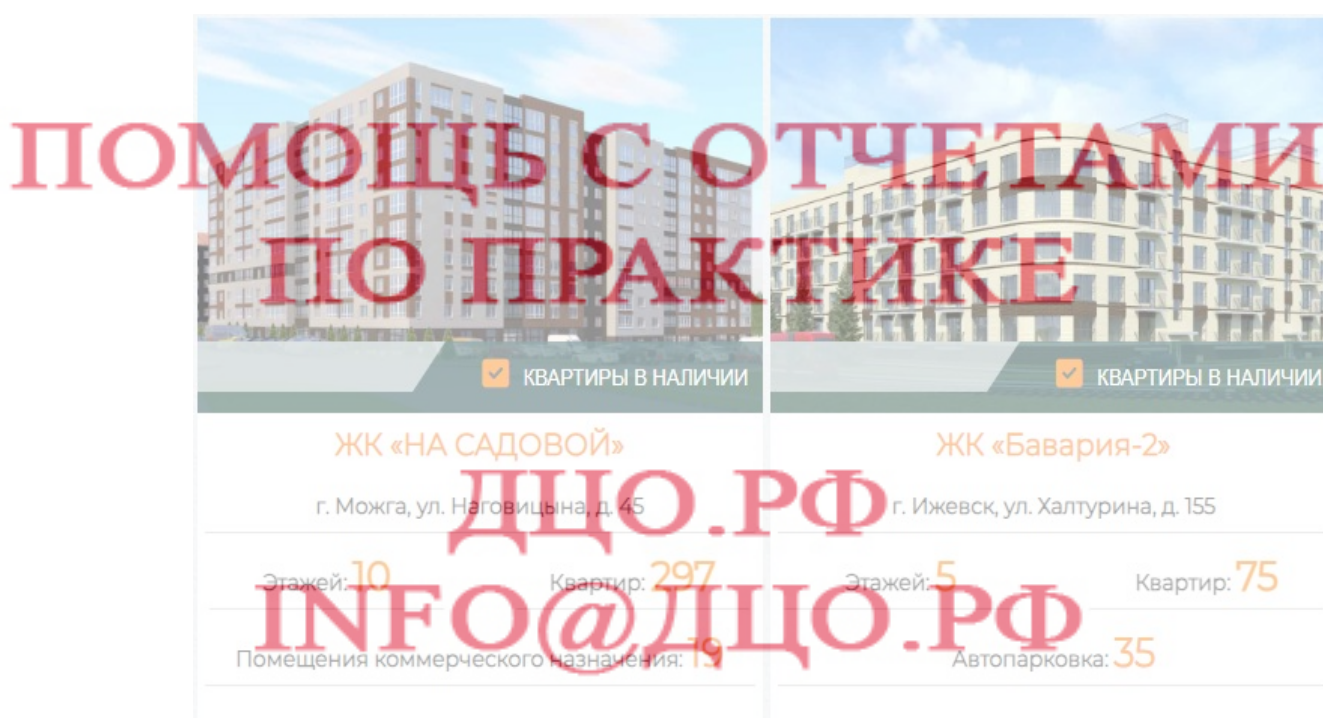 ПОМОЩЬ С ОТЧЕТАМИ
ПО ПРАКТИКЕ
КВАРТИРЫ В НАЛИЧИИ
КВАРТИРЫ В НАЛИЧИИ
ЖК «НА САДОВОЙ»
ЖК «Бавария-2»
ДЦО.РФ
г. Можга, ул. Наговицына, д. 45
г. Ижевск, ул. Халтурина, д. 155
Этажей: 10
Квартир: 297
Этажей: 5
Квартир: 75
INFO@ДЦО.РФ
Помещения коммерческого назначения: 19
Автопарковка: 35